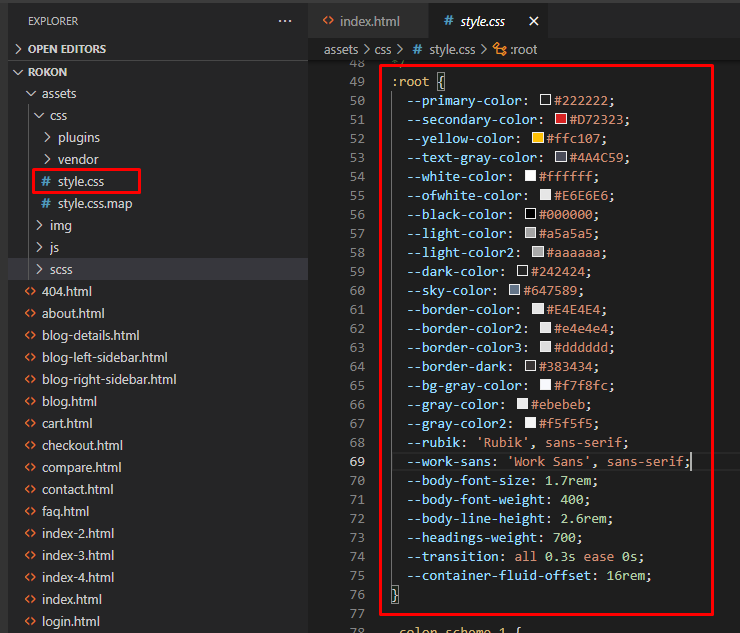 EXPLORER
···
OPEN EDITORS
ROKON
assets
css
plugins
vendor
# style.css
# style.css.map
img
js
scss
<> 404.html
<> about.html
<> blog-details.html
<> blog-left-sidebar.html
<> blog-right-sidebar.html
<> blog.html
<> cart.html
<> checkout.html
<> compare.html
<> contact.html
<> faq.html
<> index-2.html
<> index-3.html
<> index-4.html
<> index.html
<> login.html
<> index.html # style.css ×
assets > css > # style.css > :root
48 */
49 :root {
50 --primary-color: #222222;
51 --secondary-color: #D72323;
52 --yellow-color: #ffc107;
53 --text-gray-color: #4A4C59;
54 --white-color: #ffffff;
55 --ofwhite-color: #E6E6E6;
56 --black-color: #000000;
57 --light-color: #a5a5a5;
58 --light-color2: #aaaaaa;
59 --dark-color: #242424;
60 --sky-color: #647589;
61 --border-color: #E4E4E4;
62 --border-color2: #e4e4e4;
63 --border-color3: #dddddd;
64 --border-dark: #383434;
65 --bg-gray-color: #f7f8fc;
66 --gray-color: #ebebeb;
67 --gray-color2: #f5f5f5;
68 --rubik: 'Rubik', sans-serif;
69 --work-sans: 'Work Sans', sans-serif;
70 --body-font-size: 1.7rem;
71 --body-font-weight: 400;
72 --body-line-height: 2.6rem;
73 --headings-weight: 700;
74 --transition: all 0.3s ease 0s;
75 --container-fluid-offset: 16rem;
76 }
77
78 .color-scheme-1 {